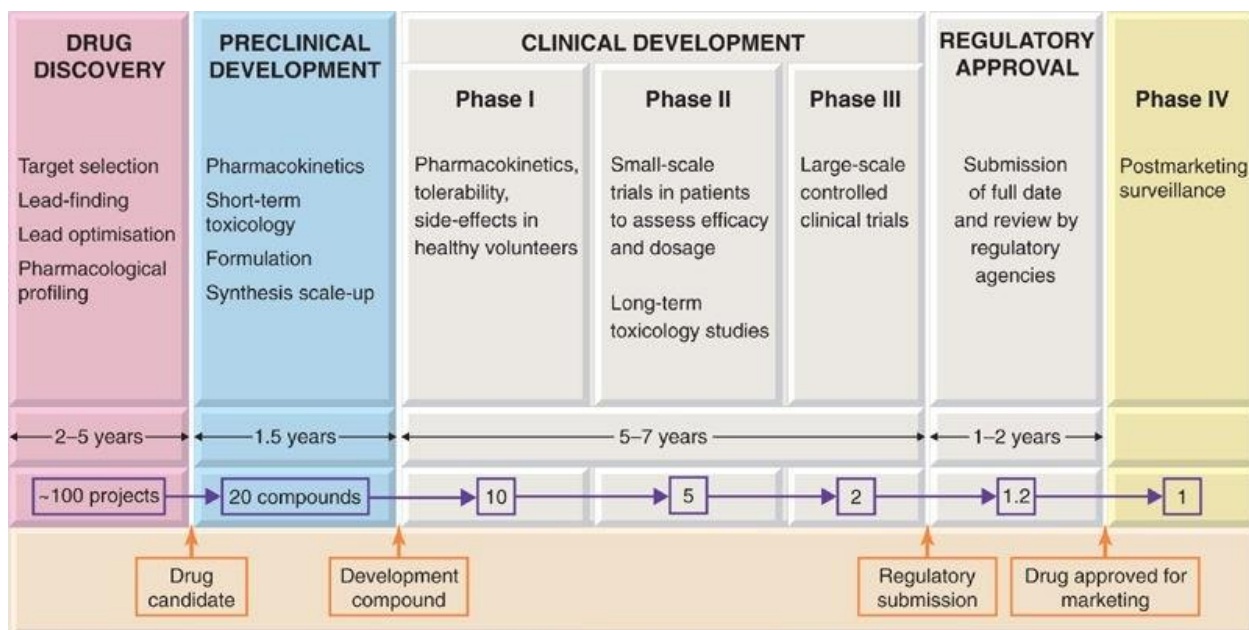 DRUG
DISCOVERY
Target selection
Lead-finding
Lead optimisation
Pharmacological
profiling
PRECLINICAL
DEVELOPMENT
Pharmacokinetics
Short-term
toxicology
Formulation
Synthesis scale-up
CLINICAL DEVELOPMENT
Phase I
Pharmacokinetics,
tolerability,
side-effects in
healthy volunteers
Phase II
Small-scale
trials in patients
to assess efficacy
and dosage
Long-term
toxicology studies
Phase III
Large-scale
controlled
clinical trials
REGULATORY
APPROVAL
Submission
of full date
and review by
regulatory
agencies
Phase IV
Postmarketing
surveillance
2–5 years
1.5 years
5–7 years
1–2 years
~100 projects
20 compounds
10
5
2
1.2
1
Drug
candidate
Development
compound
Regulatory
submission
Drug approved for
marketing